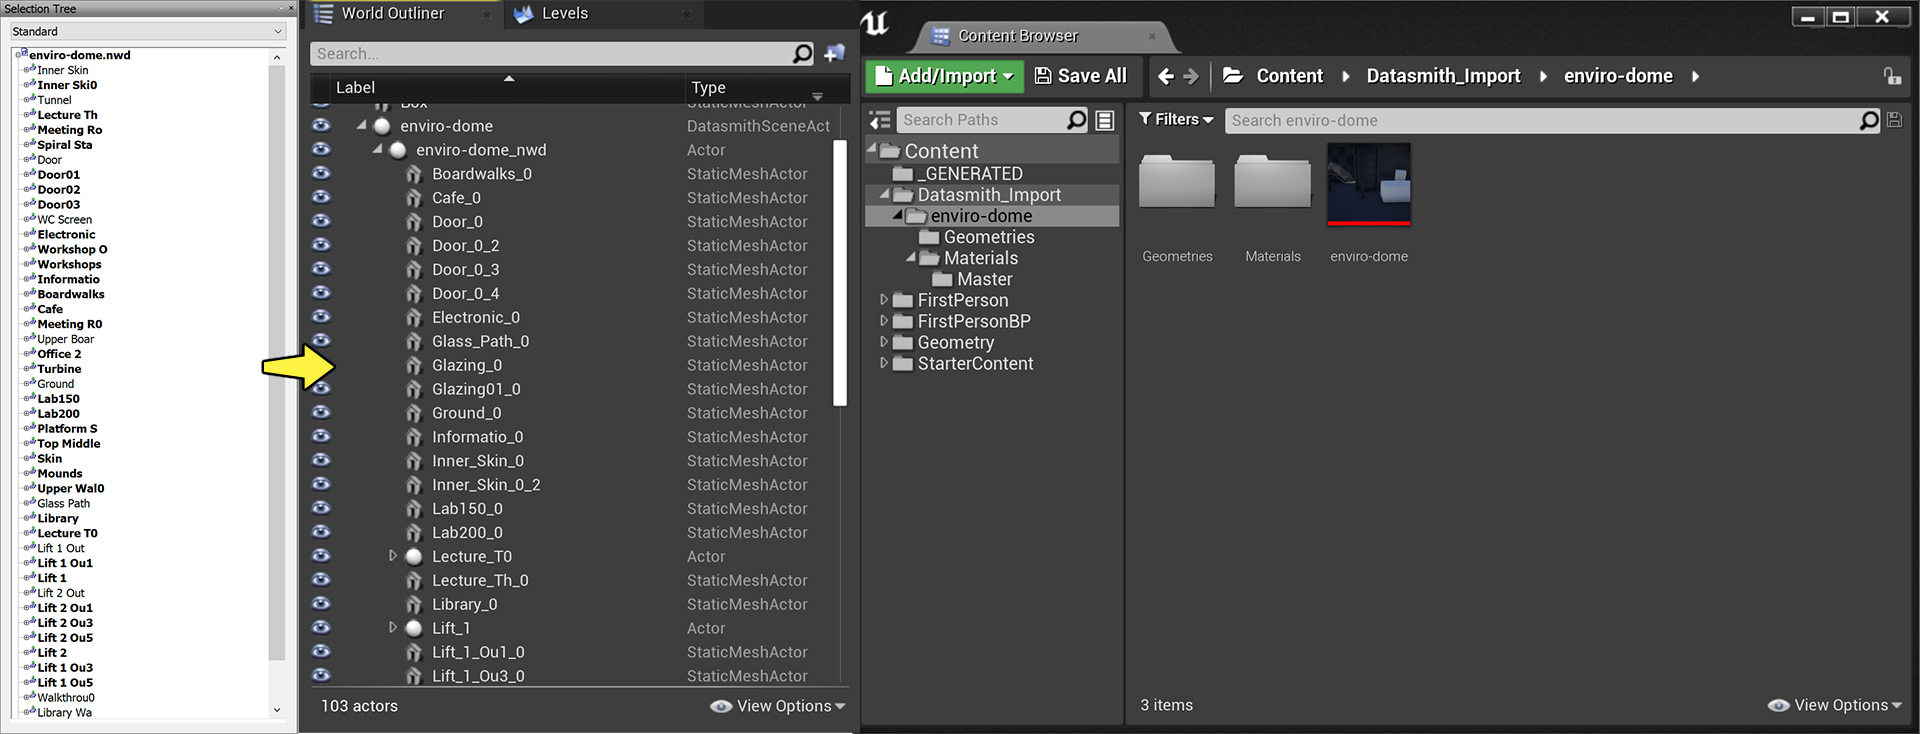 Selection Tree
Standard
enviro-dome.nwd
Inner Skin
Inner Ski0
Tunnel
Lecture Th
Meeting Ro
Spiral Sta
Door
Door01
Door02
Door03
WC Screen
Electronic
Workshop O
Workshops
Informatio
Boardwalks
Cafe
Meeting R0
Upper Boar
Office 2
Turbine
Ground
Lab150
Lab200
Platform S
Top Middle
Skin
Mounds
Upper Wal0
Glass Path
Library
Lecture T0
Lift 1 Out
Lift 1 Ou1
Lift 1
Lift 2 Out
Lift 2 Ou1
Lift 2 Ou3
Lift 2 Ou5
Lift 2
Lift 1 Ou3
Lift 1 Ou5
Walkthrou0
Library Wa
World Outliner
Levels
Search...
Label Type
Box StaticMeshActor
enviro-dome DatasmithSceneAct
enviro-dome_nwd Actor
Boardwalks_0 StaticMeshActor
Cafe_0 StaticMeshActor
Door_0 StaticMeshActor
Door_0_2 StaticMeshActor
Door_0_3 StaticMeshActor
Door_0_4 StaticMeshActor
Electronic_0 StaticMeshActor
Glass_Path_0 StaticMeshActor
Glazing_0 StaticMeshActor
Glazing01_0 StaticMeshActor
Ground_0 StaticMeshActor
Informatio_0 StaticMeshActor
Inner_Skin_0 StaticMeshActor
Inner_Skin_0_2 StaticMeshActor
Lab150_0 StaticMeshActor
Lab200_0 StaticMeshActor
Lecture_T0 Actor
Lecture_Th_0 StaticMeshActor
Library_0 StaticMeshActor
Lift_1 Actor
Lift_1_Ou1_0 StaticMeshActor
Lift_1_Ou3_0 StaticMeshActor
103 actors
View Options
Content Browser
Add/Import
Save All
Content
Datasmith_Import
enviro-dome
Search Paths
Content
_GENERATED
Datasmith_Import
enviro-dome
Geometries
Materials
Master
FirstPerson
FirstPersonBP
Geometry
StarterContent
Filters
Search enviro-dome
Geometries
Materials
enviro-dome
3 items
View Options